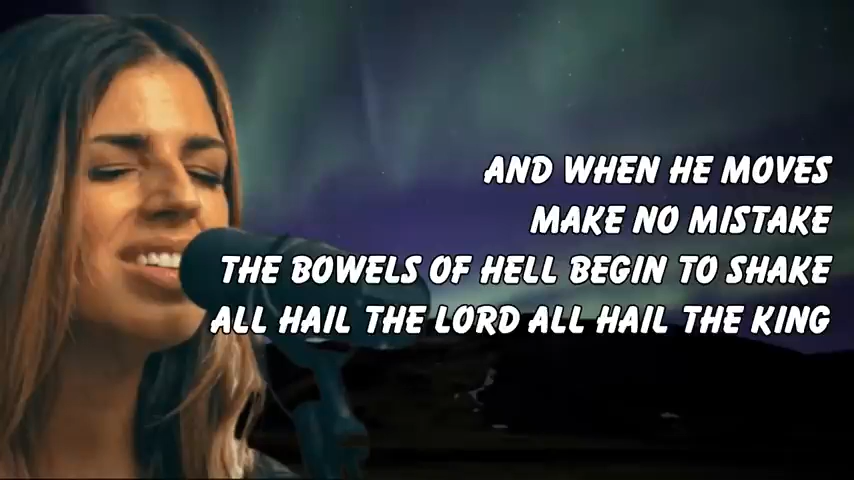 AND WHEN HE MOVES
MAKE NO MISTAKE
THE BOWELS OF HELL BEGIN TO SHAKE
ALL HAIL THE LORD ALL HAIL THE KING